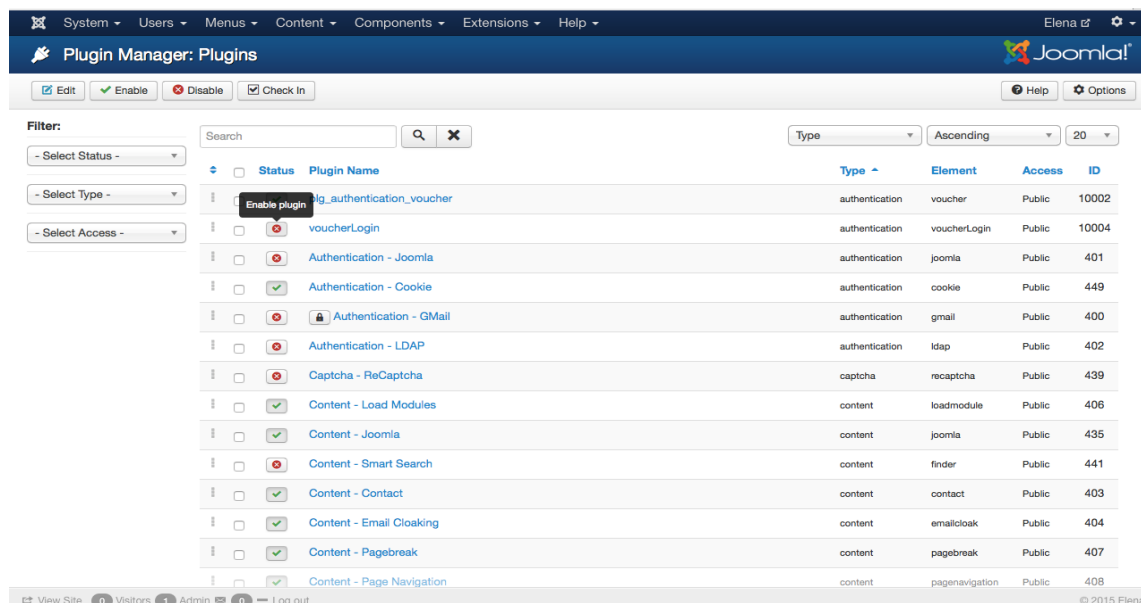 System Users Menus Content Components Extensions Help Elena
Plugin Manager: Plugins Joomla!
Edit Enable Disable Check In Help Options
Filter:
- Select Status -
- Select Type -
- Select Access -
Search Type Ascending 20
Status Plugin Name Type Element Access ID
plg_authentication_voucher authentication voucher Public 10002
Enable plugin
voucherLogin authentication voucherLogin Public 10004
Authentication - Joomla authentication joomla Public 401
Authentication - Cookie authentication cookie Public 449
Authentication - GMail authentication gmail Public 400
Authentication - LDAP authentication ldap Public 402
Captcha - ReCaptcha captcha recaptcha Public 439
Content - Load Modules content loadmodule Public 406
Content - Joomla content joomla Public 435
Content - Smart Search content finder Public 441
Content - Contact content contact Public 403
Content - Email Cloaking content emailcloak Public 404
Content - Pagebreak content pagebreak Public 407
Content - Page Navigation content pagenavigation Public 408
View Site 0 Visitors 1 Admin 0 Log out © 2015 Elena